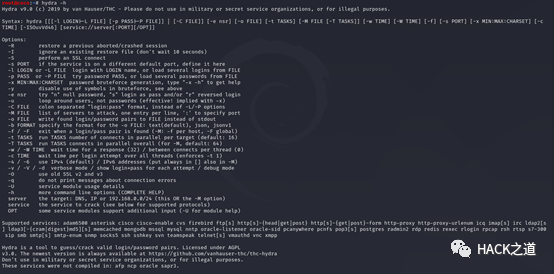 :~# hydra -h
Hydra v9.0 (c) 2019 by van Hauser/THC - Please do not use in military or secret service organizations, or for illegal purposes.
Syntax: hydra [[[-l LOGIN|-L FILE] [-p PASS|-P FILE]] | [-C FILE]] [-e nsr] [-o FILE] [-t TASKS] [-M FILE [-T TASKS]] [-w TIME] [-W TIME] [-f] [-s PORT] [-x MIN:MAX:CHARSET] [-c
TIME] [-ISOuvVd46] [service://server[:PORT][/OPT]]
Options:
-R restore a previous aborted/crashed session
-I ignore an existing restore file (don't wait 10 seconds)
-S perform an SSL connect
-s PORT if the service is on a different default port, define it here
-l LOGIN or -L FILE login with LOGIN name, or load several logins from FILE
-p PASS or -P FILE try password PASS, or load several passwords from FILE
-x MIN:MAX:CHARSET password bruteforce generation, type "-x -h" to get help
-y disable use of symbols in bruteforce, see above
-e nsr try "n" null password, "s" login as pass and/or "r" reversed login
-u loop around users, not passwords (effective! implied with -x)
-C FILE colon separated "login:pass" format, instead of -L/-P options
-M FILE list of servers to attack, one entry per line, ':' to specify port
-o FILE write found login/password pairs to FILE instead of stdout
-b FORMAT specify the format for the -o FILE: text(default), json, jsonv1
-f / -F exit when a login/pass pair is found (-M: -f per host, -F global)
-t TASKS run TASKS number of connects in parallel per target (default: 16)
-T TASKS run TASKS connects in parallel overall (for -M, default: 64)
-w / -W TIME wait time for a response (32) / between connects per thread (0)
-c TIME wait time per login attempt over all threads (enforces -t 1)
-4 / -6 use IPv4 (default) / IPv6 addresses (put always in [] also in -M)
-v / -V / -d verbose mode / show login+pass for each attempt / debug mode
-O use old SSL v2 and v3
-q do not print messages about connection errors
-U service module usage details
-h more command line options (COMPLETE HELP)
server the target: DNS, IP or 192.168.0.0/24 (this OR the -M option)
service the service to crack (see below for supported protocols)
OPT some service modules support additional input (-U for module help)
Supported services: adam6500 asterisk cisco cisco-enable cvs firebird ftp[s] http[s]-{head|get|post} http[s]-{get|post}-form http-proxy http-proxy-urlenum icq imap[s] irc ldap2[s]
ldap3[-{cram|digest}md5][s] memcached mongodb mssql mysql nntp oracle-listener oracle-sid pcanywhere pcnfs pop3[s] postgres radmin2 rdp redis rexec rlogin rpcap rsh rtsp s7-300
sip smb smtp[s] smtp-enum snmp socks5 ssh sshkey svn teamspeak telnet[s] vmauthd vnc xmpp
Hydra is a tool to guess/crack valid login/password pairs. Licensed under AGPL
v3.0. The newest version is always available at https://github.com/vanhauser-thc/thc-hydra
Don't use in military or secret service organizations, or for illegal purposes.
These services were not compiled in: afp ncp oracle sapr3.
HACK之道